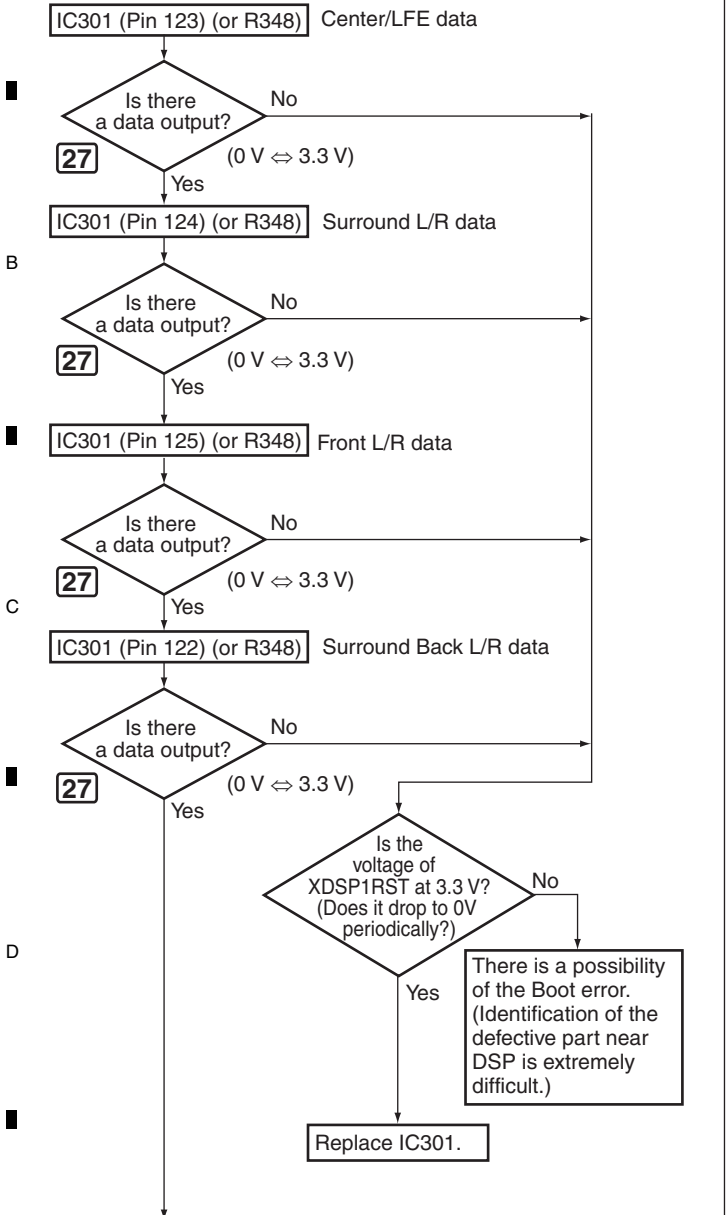 IC301 (Pin 123) (or R348) Center/LFE data
Is there
a data output?
No
27
(0 V ⇔ 3.3 V)
Yes
IC301 (Pin 124) (or R348) Surround L/R data
B
Is there
a data output?
No
27
(0 V ⇔ 3.3 V)
Yes
IC301 (Pin 125) (or R348) Front L/R data
Is there
a data output?
No
27
(0 V ⇔ 3.3 V)
C
Yes
IC301 (Pin 122) (or R348) Surround Back L/R data
Is there
a data output?
No
27
(0 V ⇔ 3.3 V)
Yes
Is the
voltage of
XDSP1RST at 3.3 V?
(Does it drop to 0V
periodically?)
No
D
There is a possibility
of the Boot error.
(Identification of the
defective part near
DSP is extremely
difficult.)
Yes
Replace IC301.